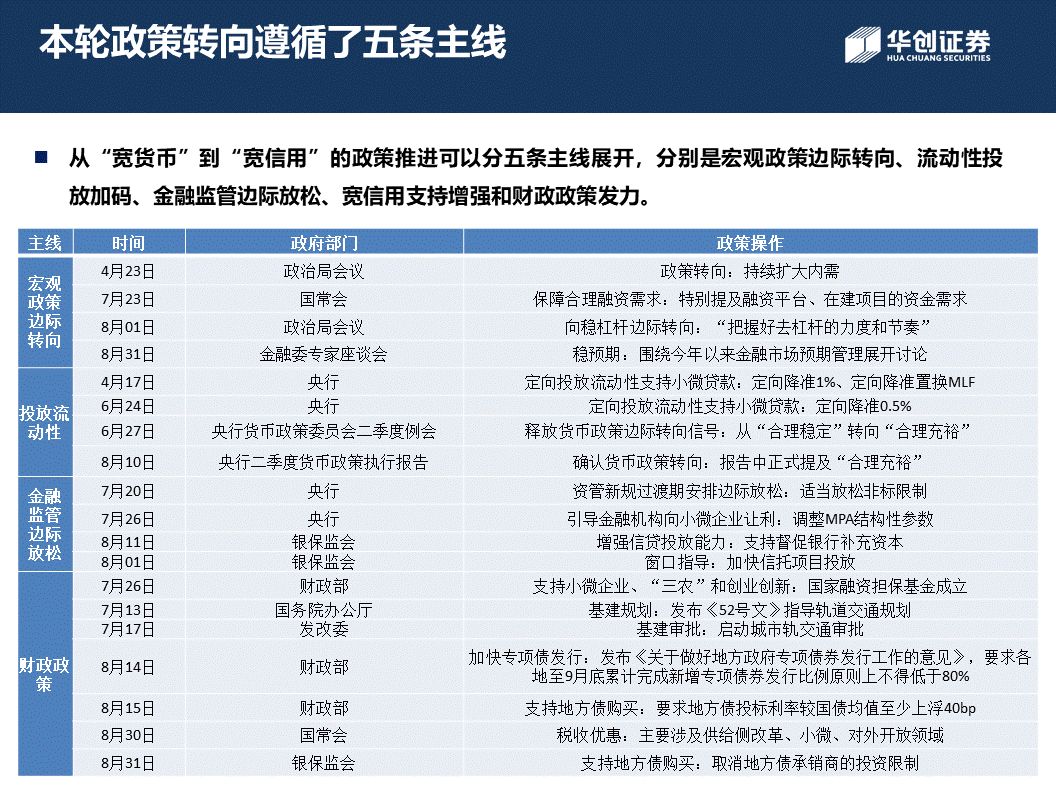 本轮政策转向遵循了五条主线
华创证券
HUA CHUANG SECURITIES
■ 从“宽货币”到“宽信用”的政策推进可以分五条主线展开，分别是宏观政策边际转向、流动性投
放加码、金融监管边际放松、宽信用支持增强和财政政策发力。
主线 时间 政府部门 政策操作
宏观
政策
边际
转向
4月23日 政治局会议 政策转向：持续扩大内需
7月23日 国常会 保障合理融资需求：特别提及融资平台、在建项目的资金需求
8月01日 政治局会议 向稳杠杆边际转向：“把握好去杠杆的力度和节奏”
8月31日 金融委专家座谈会 稳预期：围绕今年以来金融市场预期管理展开讨论
投放流
动性
4月17日 央行 定向投放流动性支持小微贷款：定向降准1%、定向降准置换MLF
6月24日 央行 定向投放流动性支持小微贷款：定向降准0.5%
6月27日 央行货币政策委员会二季度例会 释放货币政策边际转向信号：从“合理稳定”转向“合理充裕”
8月10日 央行二季度货币政策执行报告 确认货币政策转向：报告中正式提及“合理充裕”
金融
监管
边际
放松
7月20日 央行 资管新规过渡期安排边际放松：适当放松非标限制
7月26日 央行 引导金融机构向小微企业让利：调整MPA结构性参数
8月11日 银保监会 增强信贷投放能力：支持督促银行补充资本
8月01日 银保监会 窗口指导：加快信托项目投放
财政政
策
7月26日 财政部 支持小微企业、“三农”和创业创新：国家融资担保基金成立
7月13日 国务院办公厅 基建规划：发布《52号文》指导轨道交通规划
7月17日 发改委 基建审批：启动城市轨交通审批
8月14日 财政部 加快专项债发行：发布《关于做好地方政府专项债券发行工作的意见》，要求各
地至9月底累计完成新增专项债券发行比例原则上不得低于80%
8月15日 财政部 支持地方债购买：要求地方债投标利率较国债均值至少上浮40bp
8月30日 国常会 税收优惠：主要涉及供给侧改革、小微、对外开放领域
8月31日 银保监会 支持地方债购买：取消地方债承销商的投资限制